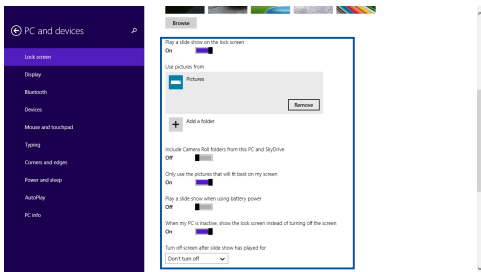 PC and devices
Lock screen
Display
Bluetooth
Devices
Mouse and touchpad
Typing
Corners and edges
Power and sleep
AutoPlay
PC info
Browse
Play a slide show on the lock screen
On
Use pictures from
Pictures
Remove
Add a folder
Include Camera Roll folders from this PC and SkyDrive
Off
Only use the pictures that will fit best on my screen
On
Play a slide show when using battery power
Off
When my PC is inactive, show the lock screen instead of turning off the screen
On
Turn off screen after slide show has played for
Don't turn off